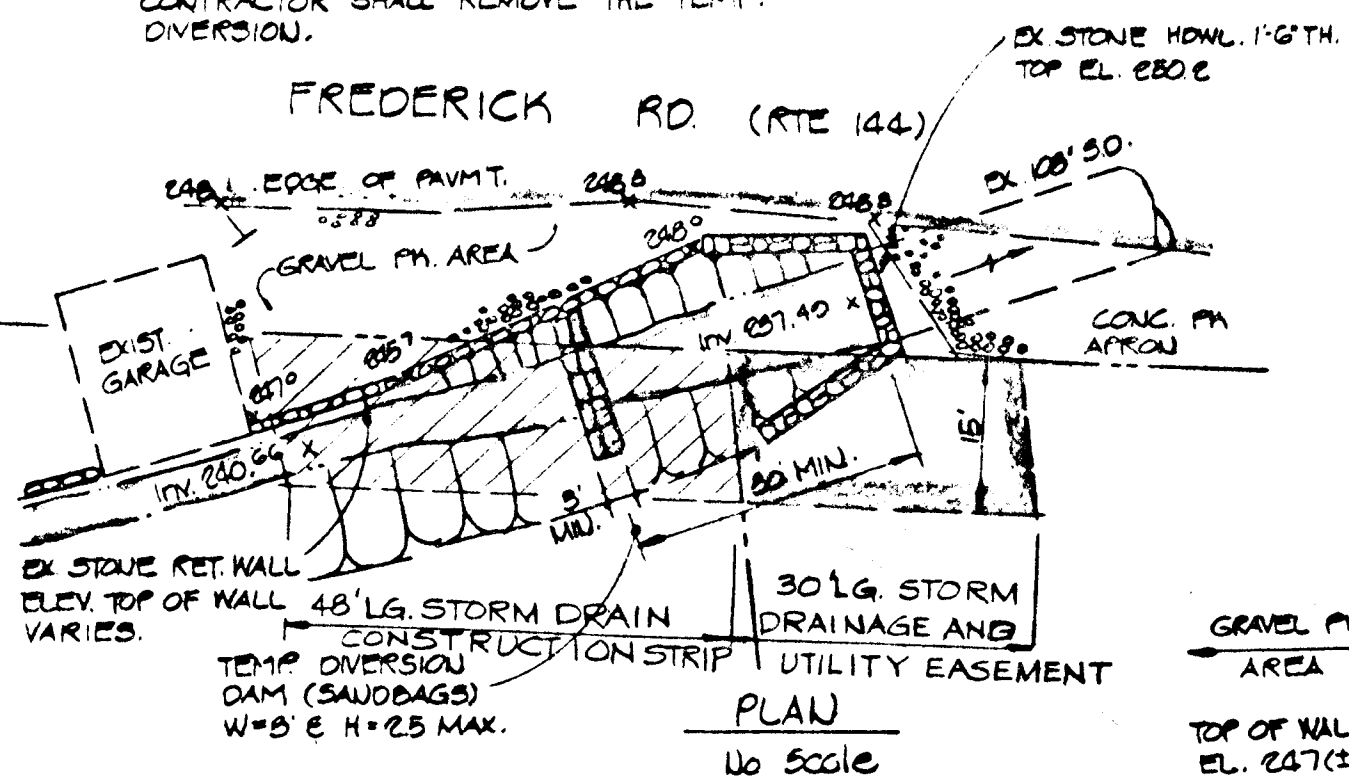 CONTRACTOR SHALL REMOVE THE TEMP.
DIVERSION.
EX. STONE HDWL. 1'-6" TH.
TOP EL. 250.2
FREDERICK RD. (RTE 144)
EX. 108' S.D.
EDGE OF PAVMT.
248.8
248.8
248.0
GRAVEL PK. AREA
EXIST.
GARAGE
247.0
245.7
Inv. 237.49
CONC. PK
APRON
Inv. 240.66
15'
30' MIN.
3'
MIN.
EX STONE RET. WALL
ELEV. TOP OF WALL
VARIES.
48' LG. STORM DRAIN
CONSTRUCTION STRIP
30' LG. STORM
DRAINAGE AND
UTILITY EASEMENT
TEMP. DIVERSION
DAM (SANDBAGS)
W=3' & H=2.5 MAX.
PLAN
No Scale
GRAVEL
AREA
TOP OF WAL
EL. 247(±